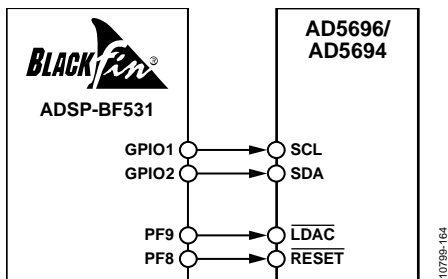 BLACKfin®
ADSP-BF531
AD5696/
AD5694
GPIO1
SCL
GPIO2
SDA
PF9
LDAC
PF8
RESET
10799-164